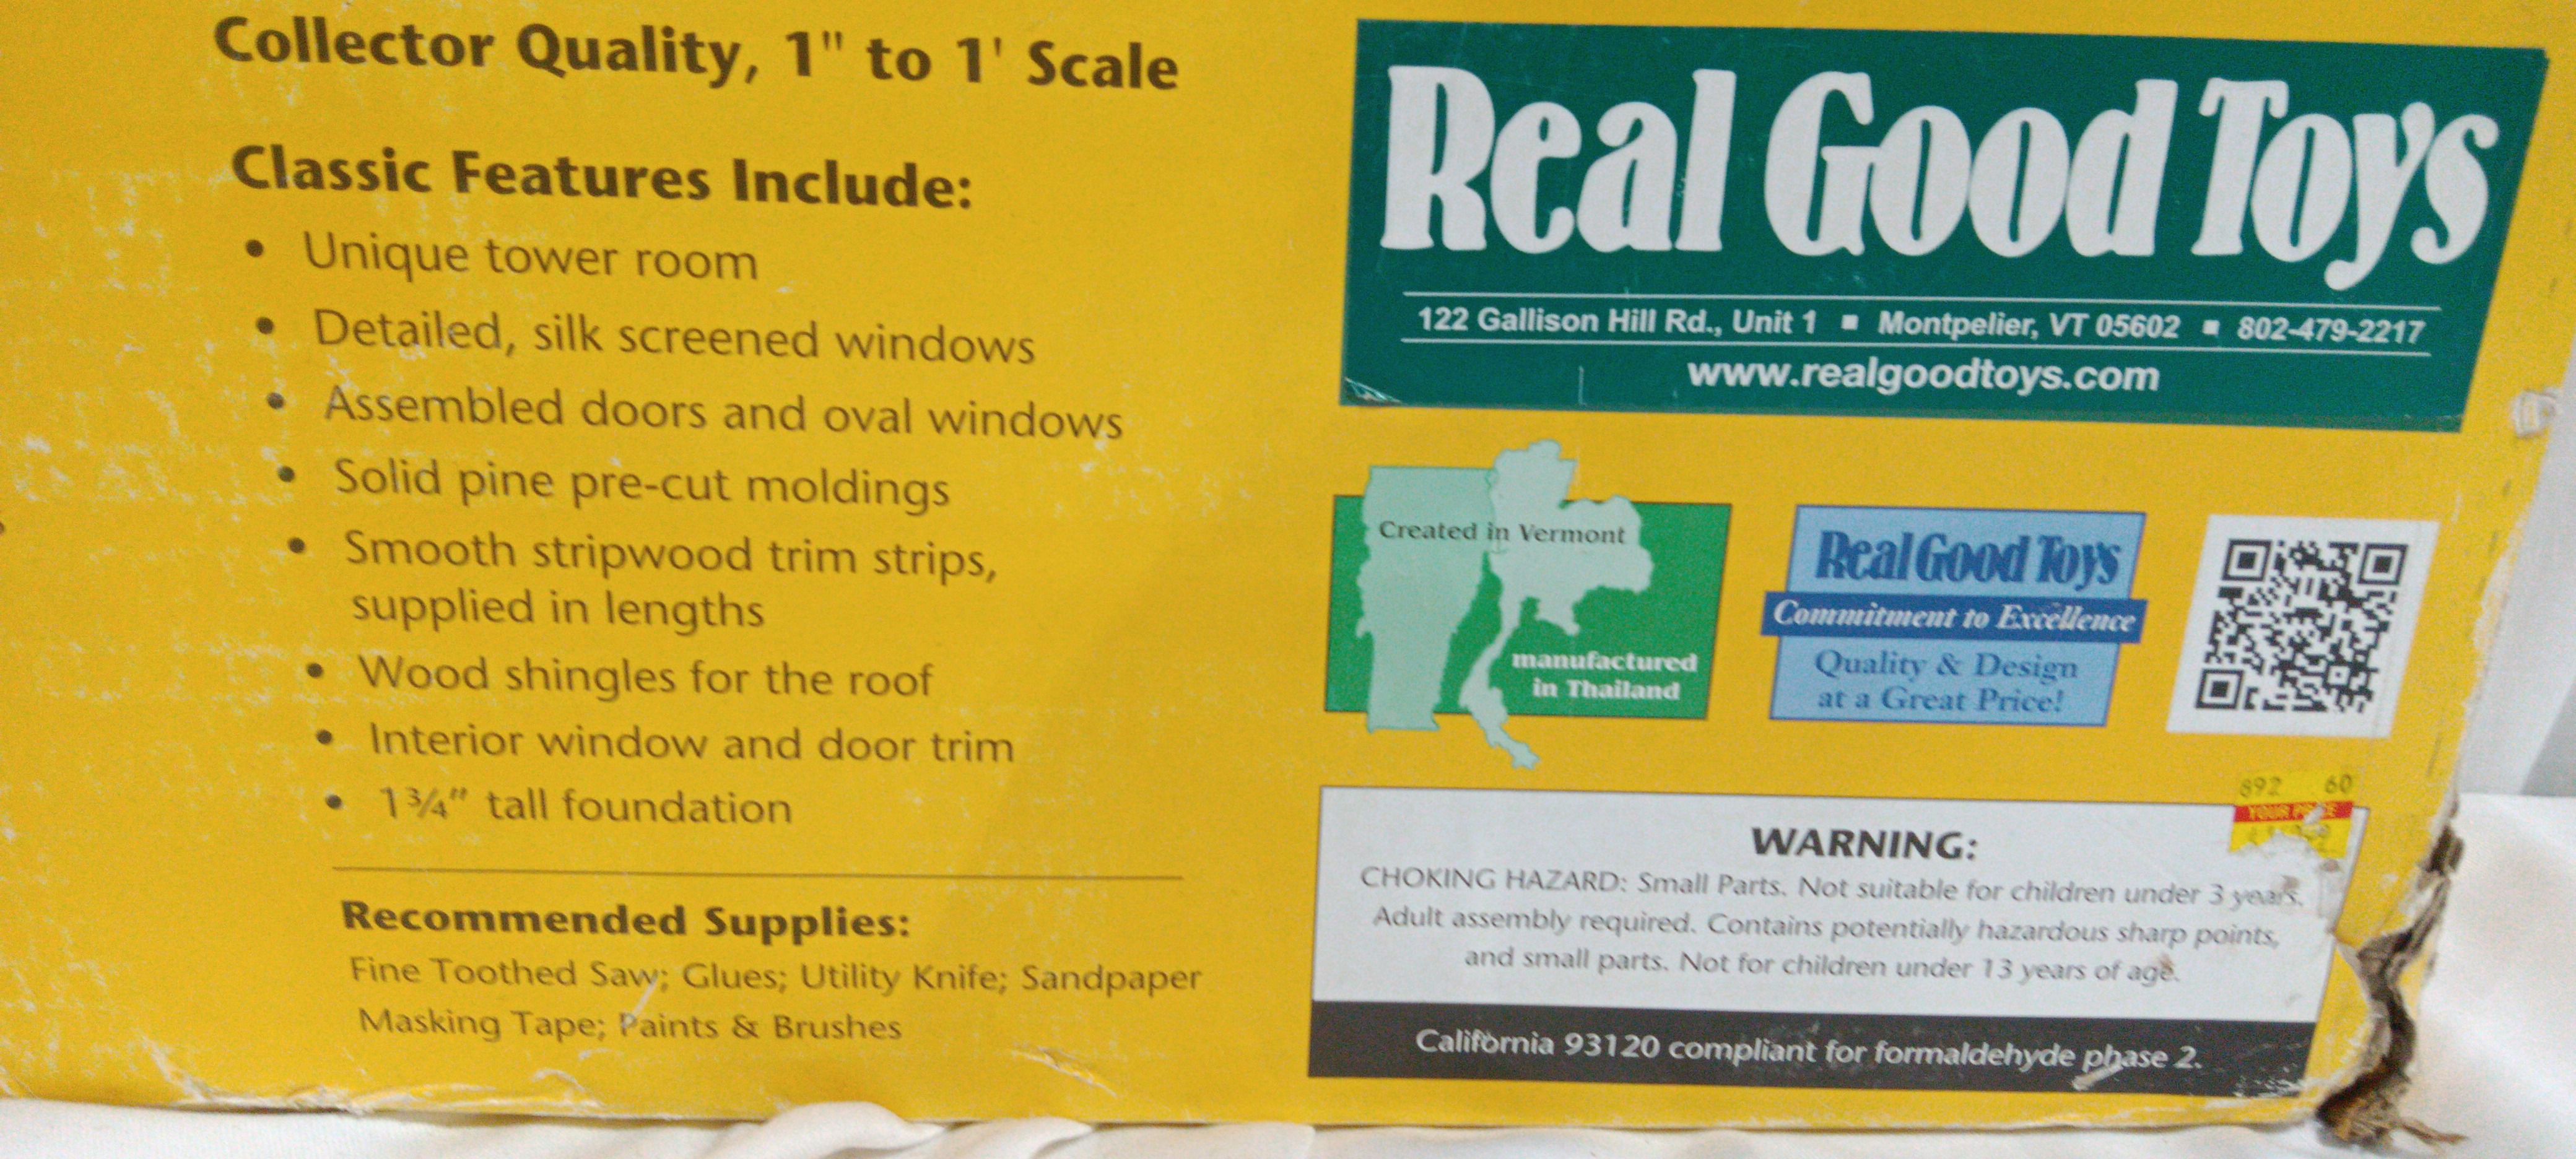 Collector Quality, 1" to 1' Scale
Classic Features Include:
• Unique tower room
• Detailed, silk screened windows
• Assembled doors and oval windows
• Solid pine pre-cut moldings
• Smooth stripwood trim strips,
supplied in lengths
• Wood shingles for the roof
• Interior window and door trim
• 1¾" tall foundation
Recommended Supplies:
Fine Toothed Saw; Glues; Utility Knife; Sandpaper
Masking Tape; Paints & Brushes
Real Good Toys
122 Gallison Hill Rd., Unit 1 ▪ Montpelier, VT 05602 ▪ 802-479-2217
www.realgoodtoys.com
Created in Vermont
manufactured
in Thailand
Real Good Toys
Commitment to Excellence
Quality & Design
at a Great Price!
892 60
YOUR
WARNING:
CHOKING HAZARD: Small Parts. Not suitable for children under 3 years.
Adult assembly required. Contains potentially hazardous sharp points,
and small parts. Not for children under 13 years of age.
California 93120 compliant for formaldehyde phase 2.